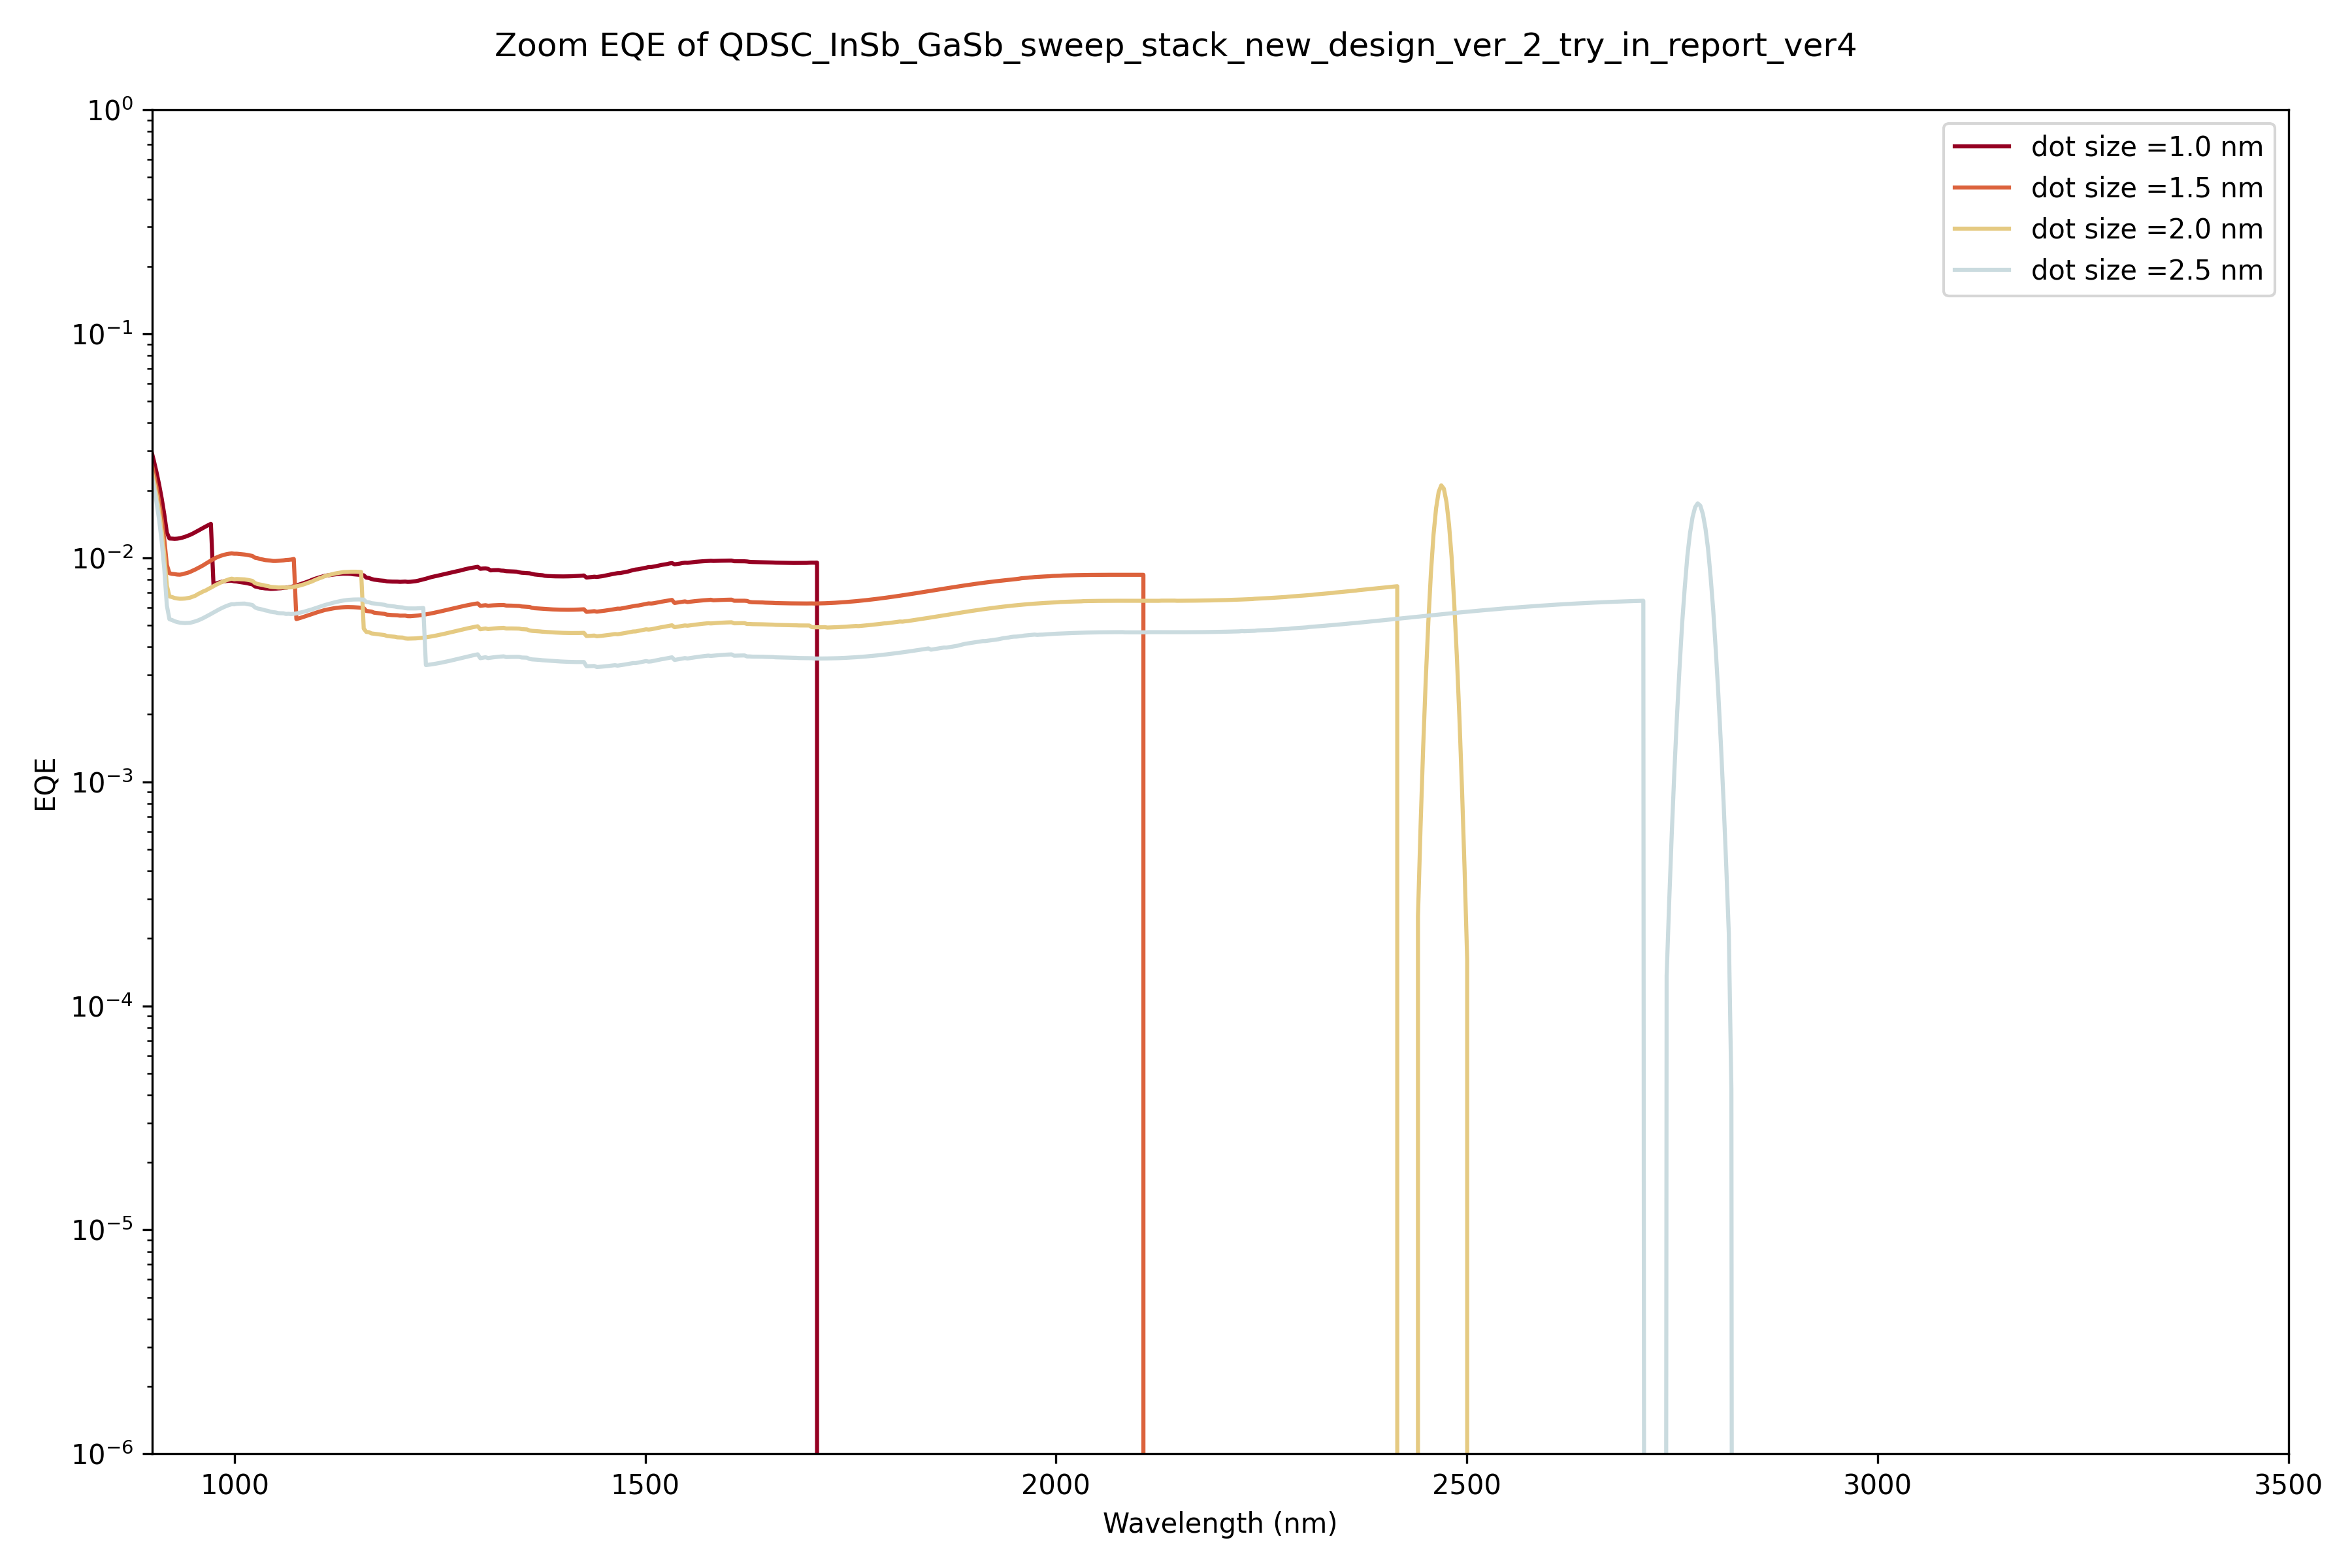 Zoom EQE of QDSC_InSb_GaSb_sweep_stack_new_design_ver_2_try_in_report_ver4
10⁰
10⁻¹
10⁻²
10⁻³
10⁻⁴
10⁻⁵
10⁻⁶
EQE
dot size =1.0 nm
dot size =1.5 nm
dot size =2.0 nm
dot size =2.5 nm
1000 1500 2000 2500 3000 3500
Wavelength (nm)